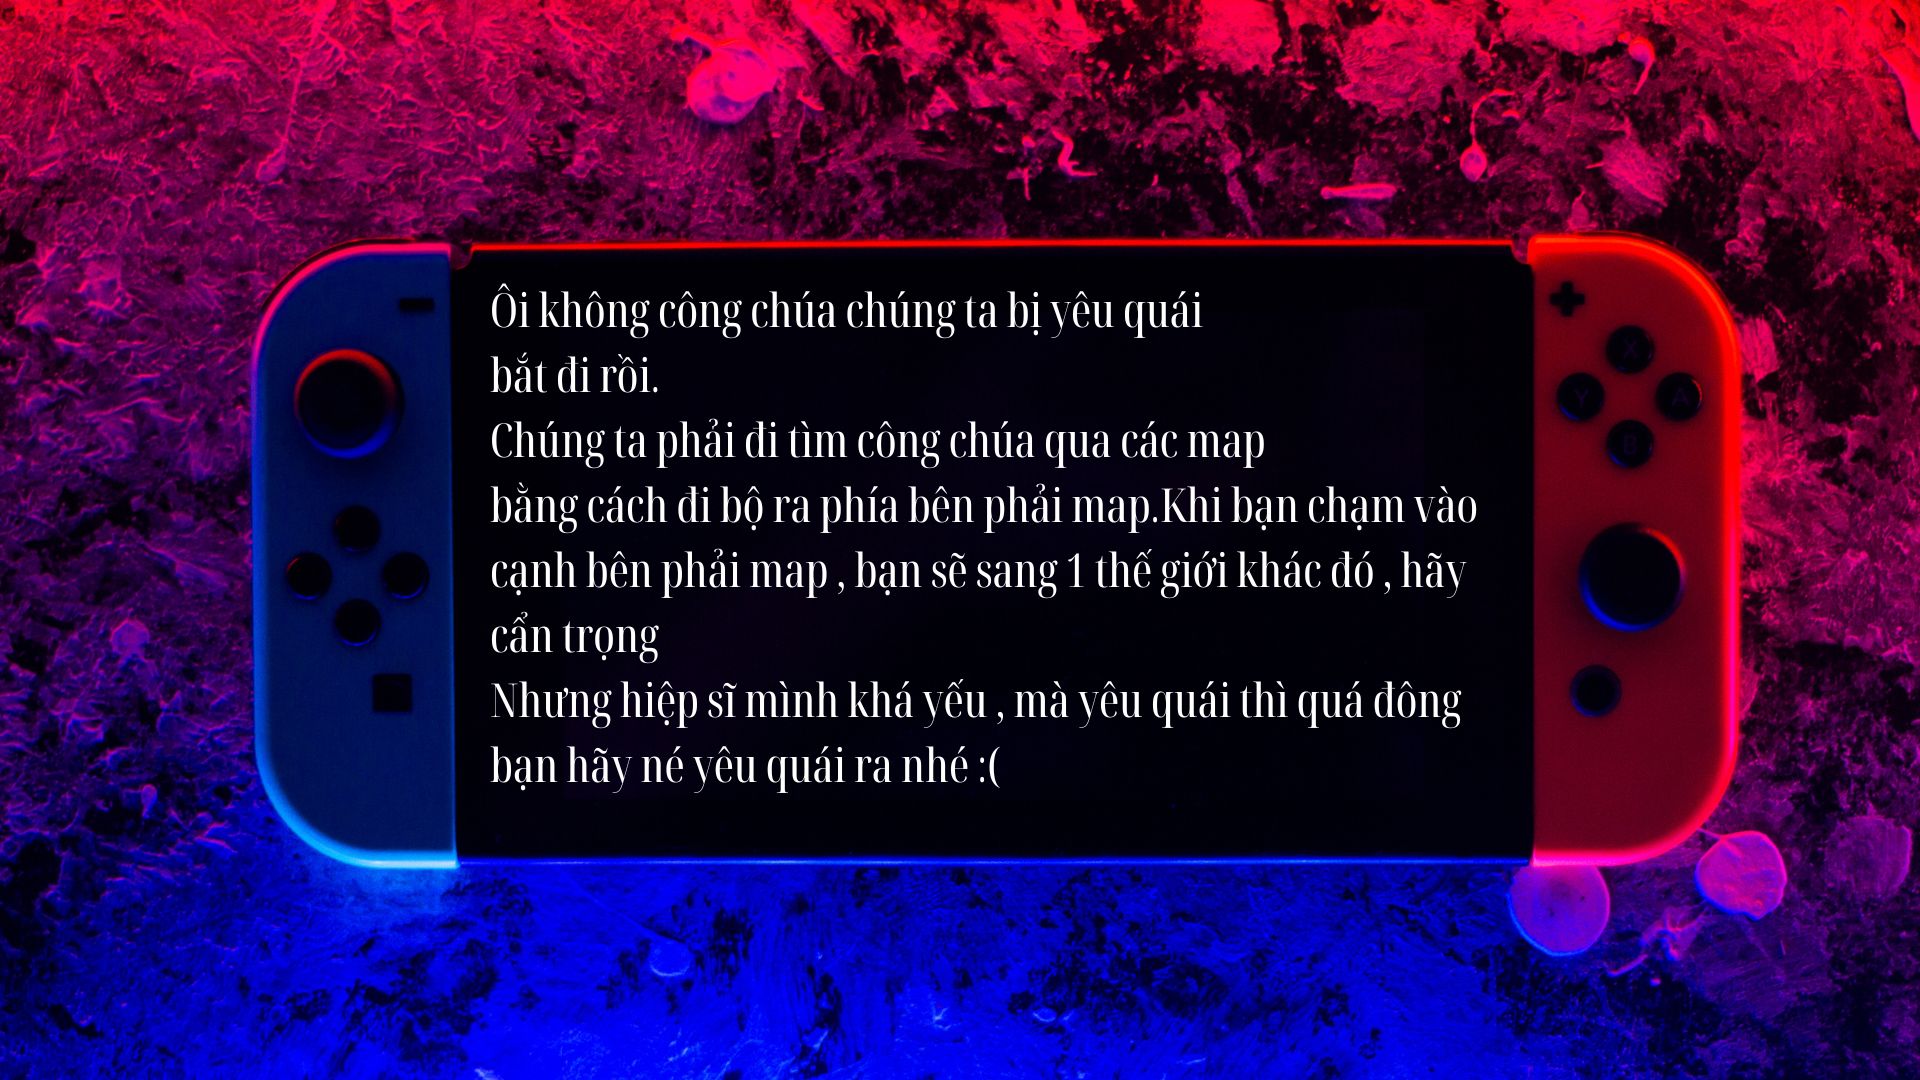 Ôi không công chúa chúng ta bị yêu quái
bắt đi rồi.
Chúng ta phải đi tìm công chúa qua các map
bằng cách đi bộ ra phía bên phải map.Khi bạn chạm vào
cạnh bên phải map , bạn sẽ sang 1 thế giới khác đó , hãy
cẩn trọng
Nhưng hiệp sĩ mình khá yếu , mà yêu quái thì quá đông
bạn hãy né yêu quái ra nhé :(
X
Y A
B